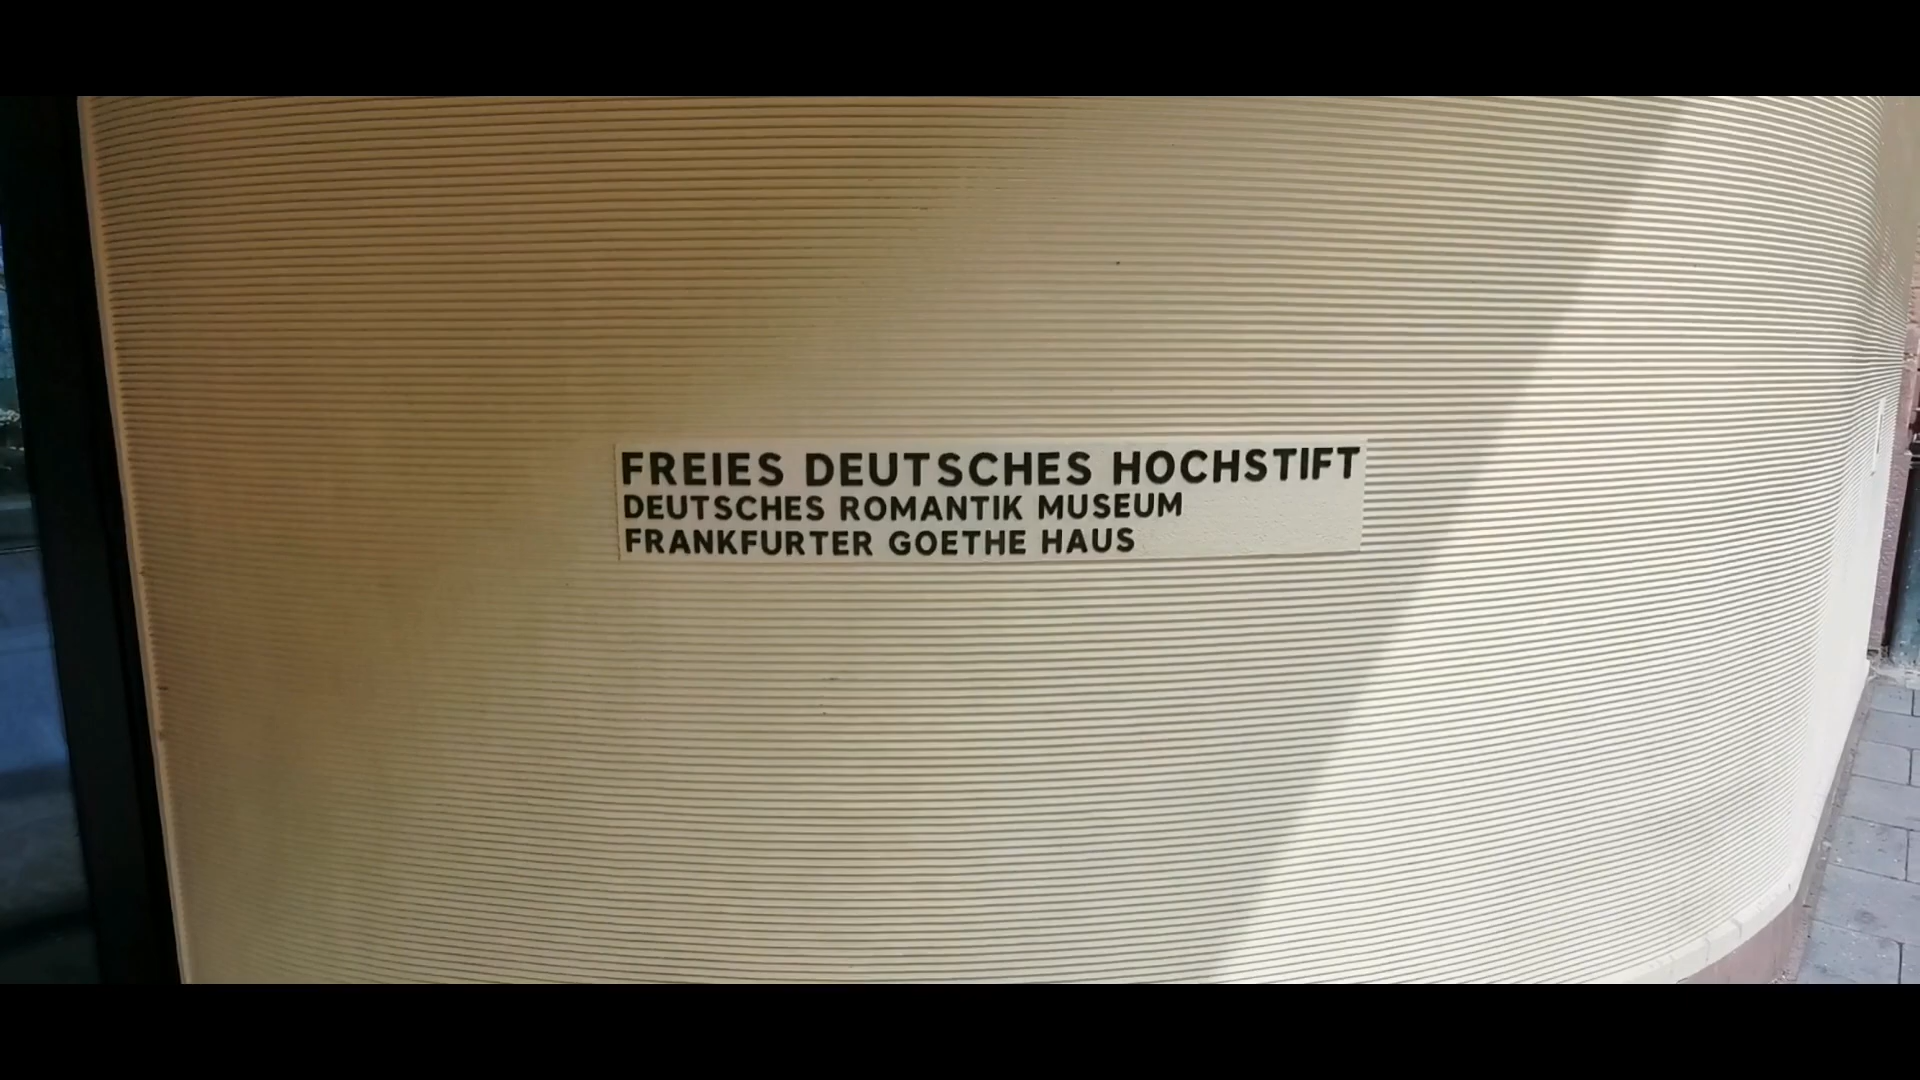 FREIES DEUTSCHES HOCHSTIFT
DEUTSCHES ROMANTIK MUSEUM
FRANKFURTER GOETHE HAUS